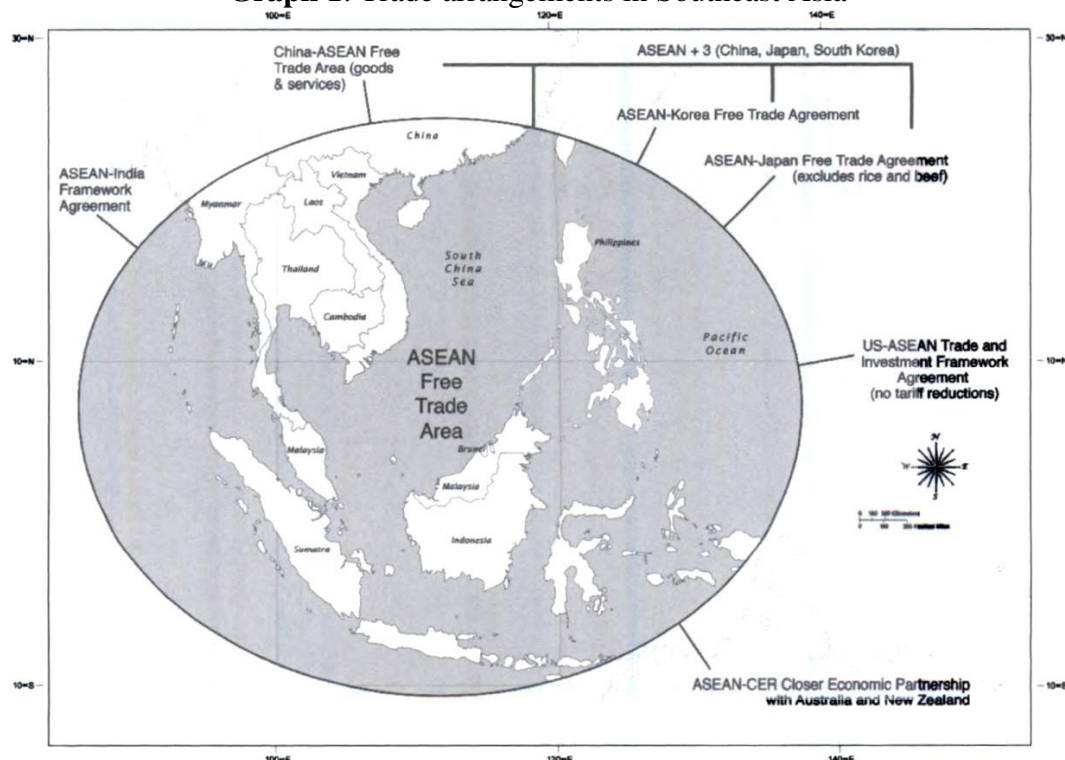 Graph 1: Trade arrangements in Southeast Asia
100°E
120°E
140°E
30°N
30°N
China-ASEAN Free
Trade Area (goods
& services)
ASEAN + 3 (China, Japan, South Korea)
ASEAN-Korea Free Trade Agreement
ASEAN-Japan Free Trade Agreement
(excludes rice and beef)
ASEAN-India
Framework
Agreement
China
Vietnam
Myanmar
Laos
Philippines
South
China
Sea
Thailand
Cambodia
Pacific
Ocean
10°N
10°N
ASEAN
Free
Trade
Area
US-ASEAN Trade and
Investment Framework
Agreement
(no tariff reductions)
Malaysia
Brunei
Malaysia
Indonesia
Sumatra
N
W
E
S
ASEAN-CER Closer Economic Partnership
with Australia and New Zealand
10°S
10°S
100°E
120°E
140°E